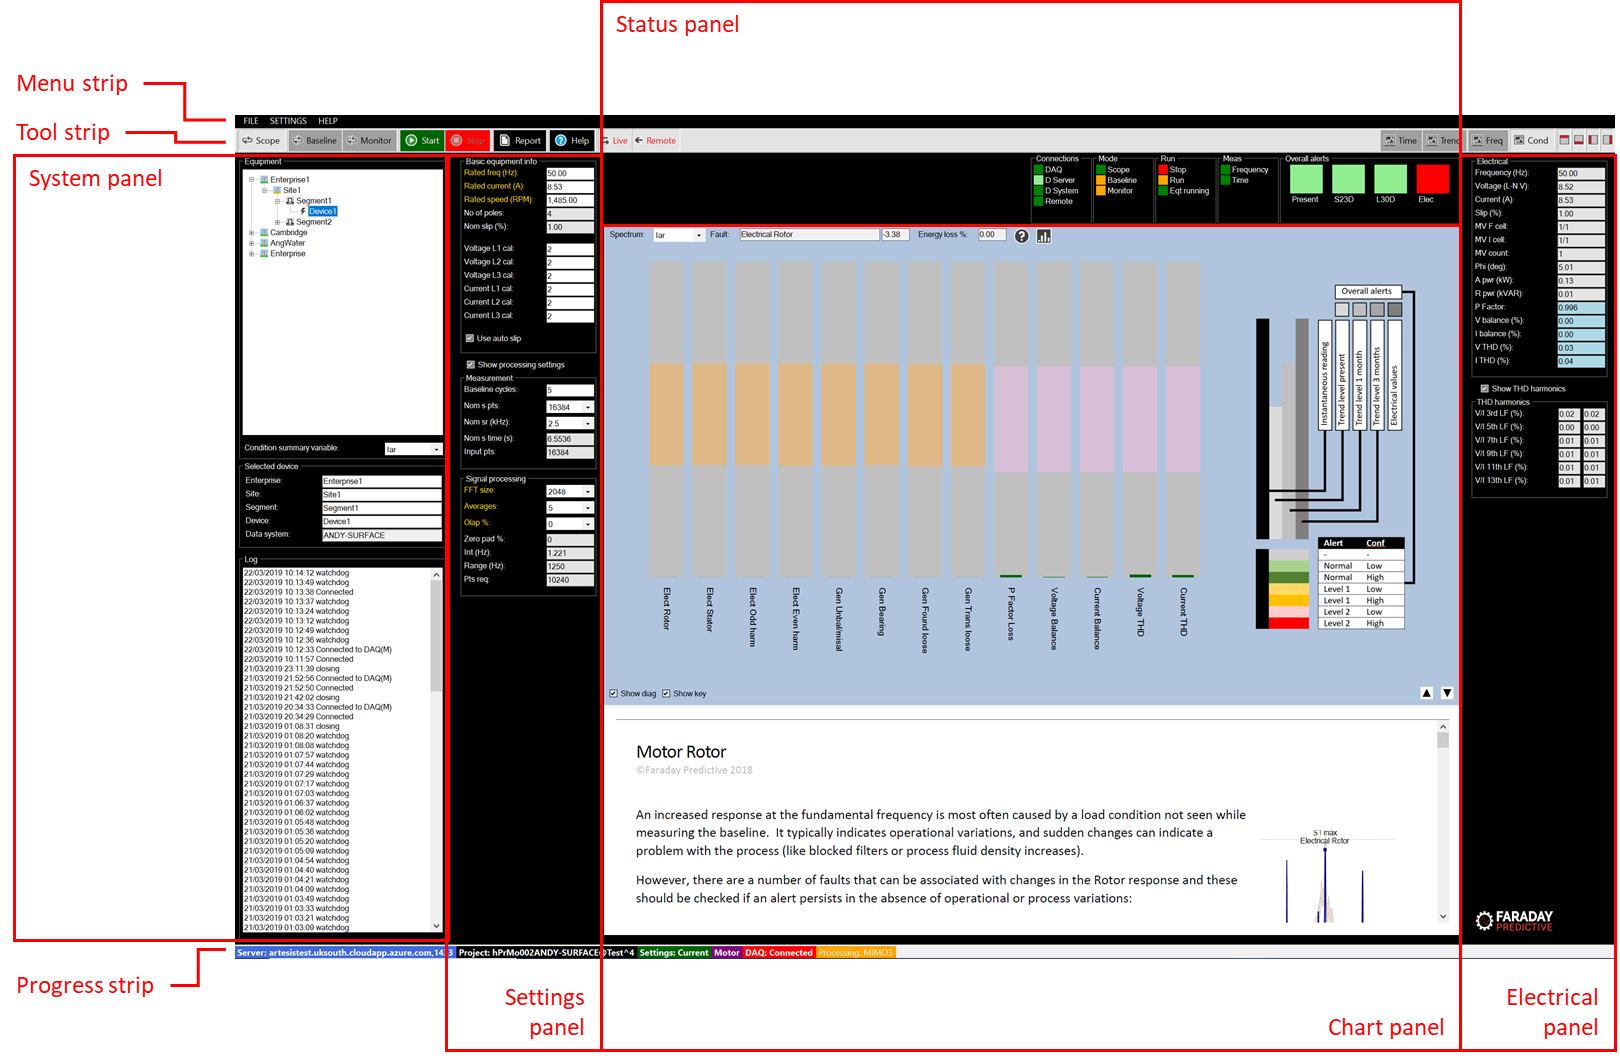 Status panel
Menu strip
Tool strip
System panel
FILE SETTINGS HELP
Scope Baseline Monitor Start Stop Report Help Live Remote Time Trend Freq Cond
Equipment
Enterprise1
Site1
Segment1
Device1
Segment2
Cambridge
AngWater
Enterprise
Condition summary variable: Iar
Selected device
Enterprise: Enterprise1
Site: Site1
Segment: Segment1
Device: Device1
Data system: ANDY-SURFACE
Log
22/03/2019 10:14:12 watchdog
22/03/2019 10:13:49 watchdog
22/03/2019 10:13:38 Connected
22/03/2019 10:13:37 watchdog
22/03/2019 10:13:24 watchdog
22/03/2019 10:13:12 watchdog
22/03/2019 10:12:49 watchdog
22/03/2019 10:12:36 watchdog
22/03/2019 10:12:33 Connected to DAQ(M)
22/03/2019 10:11:57 Connected
21/03/2019 23:11:39 closing
21/03/2019 21:52:56 Connected to DAQ(M)
21/03/2019 21:52:50 Connected
21/03/2019 21:42:02 closing
21/03/2019 20:34:33 Connected to DAQ(M)
21/03/2019 20:34:29 Connected
21/03/2019 01:08:31 closing
21/03/2019 01:08:20 watchdog
21/03/2019 01:08:08 watchdog
21/03/2019 01:07:57 watchdog
21/03/2019 01:07:44 watchdog
21/03/2019 01:07:29 watchdog
21/03/2019 01:07:17 watchdog
21/03/2019 01:07:03 watchdog
21/03/2019 01:06:37 watchdog
21/03/2019 01:06:02 watchdog
21/03/2019 01:05:48 watchdog
21/03/2019 01:05:36 watchdog
21/03/2019 01:05:20 watchdog
21/03/2019 01:05:09 watchdog
21/03/2019 01:04:54 watchdog
21/03/2019 01:04:40 watchdog
21/03/2019 01:04:21 watchdog
21/03/2019 01:04:09 watchdog
21/03/2019 01:03:49 watchdog
21/03/2019 01:03:33 watchdog
21/03/2019 01:03:21 watchdog
21/03/2019 01:03:09 watchdog
Basic equipment info
Rated freq (Hz): 50.00
Rated current (A): 8.53
Rated speed (RPM): 1,485.00
No of poles: 4
Nom slip (%): 1.00
Voltage L1 cal: 2
Voltage L2 cal: 2
Voltage L3 cal: 2
Current L1 cal: 2
Current L2 cal: 2
Current L3 cal: 2
Use auto slip
Show processing settings
Measurement
Baseline cycles: 5
Nom s pts: 16384
Nom sr (kHz): 2.5
Nom s time (s): 6.5536
Input pts: 16384
Signal processing
FFT size: 2048
Averages: 5
Olap %: 0
Zero pad %: 0
Int (Hz): 1.221
Range (Hz): 1250
Pts req: 10240
Connections
DAQ
D Server
D System
Remote
Mode
Scope
Baseline
Monitor
Run
Stop
Run
Eqt running
Meas
Frequency
Time
Overall alerts
Present S23D L30D Elec
Spectrum: Iar Fault: Electrical Rotor -3.38 Energy loss %: 0.00
Elect Rotor
Elect Stator
Elect Odd harm
Elect Even harm
Gen Unbal/misal
Gen Bearing
Gen Found loose
Gen Trans loose
P Factor Loss
Voltage Balance
Current Balance
Voltage THD
Current THD
Overall alerts
Instantaneous reading
Trend level present
Trend level 1 month
Trend level 3 months
Electrical values
Alert Conf
- -
Normal Low
Normal High
Level 1 Low
Level 1 High
Level 2 Low
Level 2 High
Show diag Show key
Motor Rotor
©Faraday Predictive 2018
An increased response at the fundamental frequency is most often caused by a load condition not seen while
measuring the baseline. It typically indicates operational variations, and sudden changes can indicate a
problem with the process (like blocked filters or process fluid density increases).
However, there are a number of faults that can be associated with changes in the Rotor response and these
should be checked if an alert persists in the absence of operational or process variations:
S1 max
Electrical Rotor
Electrical
Frequency (Hz): 50.00
Voltage (L-N V): 8.52
Current (A): 8.53
Slip (%): 1.00
MV F cell: 1/1
MV I cell: 1/1
MV count: 1
Phi (deg): 5.01
A pwr (kW): 0.13
R pwr (kVAR): 0.01
P Factor: 0.996
V balance (%): 0.00
I balance (%): 0.00
V THD (%): 0.03
I THD (%): 0.04
Show THD harmonics
THD harmonics
V/I 3rd LF (%): 0.02 0.02
V/I 5th LF (%): 0.00 0.00
V/I 7th LF (%): 0.01 0.01
V/I 9th LF (%): 0.01 0.01
V/I 11th LF (%): 0.01 0.01
V/I 13th LF (%): 0.01 0.01
FARADAY
PREDICTIVE
Server: artesistest.uksouth.cloudapp.azure.com,1433 Project: hPrMo002ANDY-SURFACE@Test^4 Settings: Current Motor DAQ: Connected Processing: MIMO3
Progress strip
Settings
panel
Chart panel
Electrical
panel